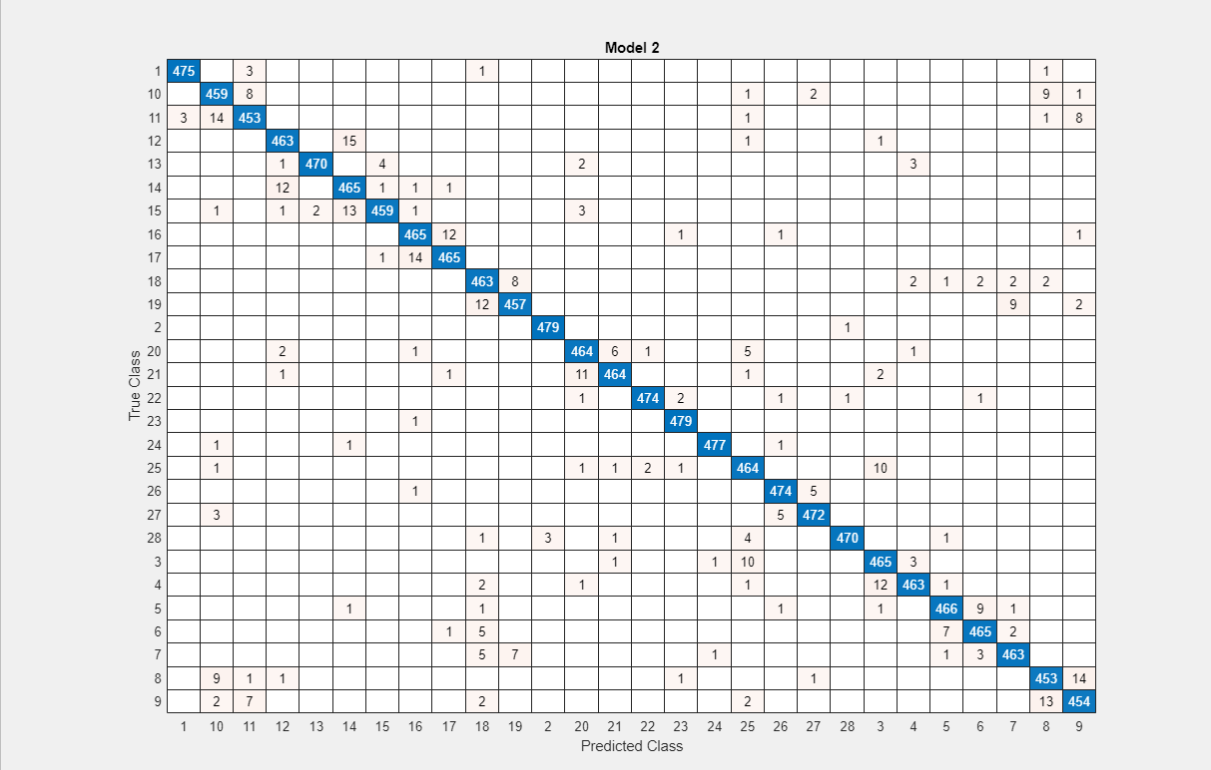 Model 2
1 475 3 1 1
10 459 8 1 2 9 1
11 3 14 453 1 1 8
12 463 15 1 1
13 1 470 4 2 3
14 12 465 1 1 1
15 1 1 2 13 459 1 3
16 465 12 1 1 1
17 1 14 465
18 463 8 2 1 2 2 2
19 12 457 9 2
2 479 1
20 2 1 464 6 1 5 1
21 1 1 11 464 1 2
22 1 474 2 1 1 1
23 1 479
24 1 1 477 1
25 1 1 1 2 1 464 10
26 1 474 5
27 3 5 472
28 1 3 1 4 470 1
3 1 1 10 465 3
4 2 1 1 12 463 1
5 1 1 1 1 466 9 1
6 1 5 7 465 2
7 5 7 1 1 3 463
8 9 1 1 1 1 453 14
9 2 7 2 2 13 454
True Class
1 10 11 12 13 14 15 16 17 18 19 2 20 21 22 23 24 25 26 27 28 3 4 5 6 7 8 9
Predicted Class